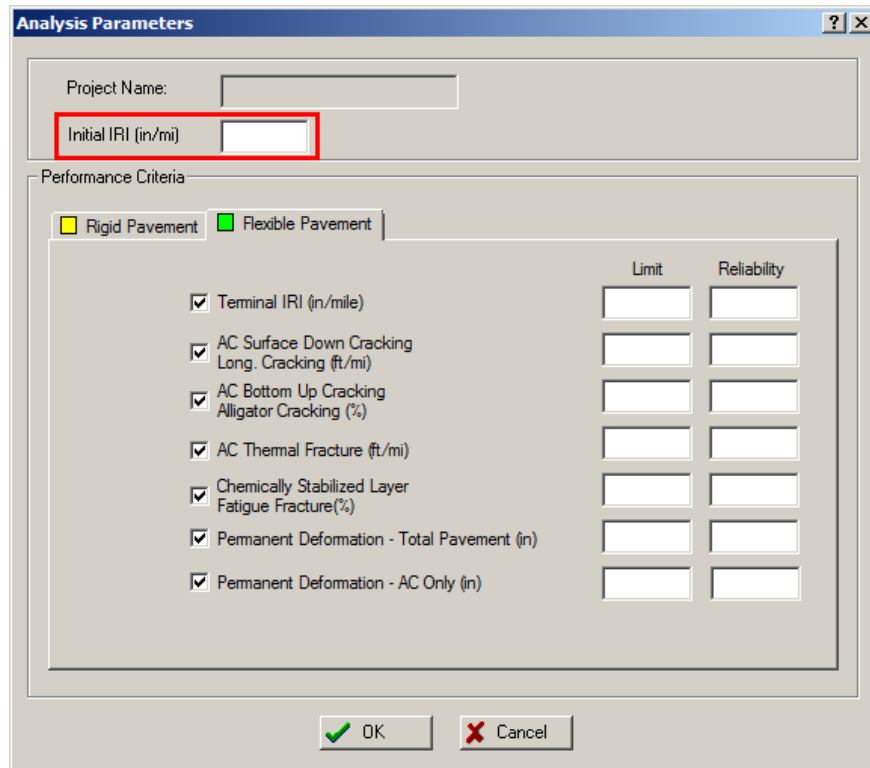 Analysis Parameters
Project Name:
Initial IRI (in/mi)
Performance Criteria
Rigid Pavement
Flexible Pavement
Limit Reliability
Terminal IRI (in/mile)
AC Surface Down Cracking
Long. Cracking (ft/mi)
AC Bottom Up Cracking
Alligator Cracking (%)
AC Thermal Fracture (ft/mi)
Chemically Stabilized Layer
Fatigue Fracture(%)
Permanent Deformation - Total Pavement (in)
Permanent Deformation - AC Only (in)
OK
Cancel